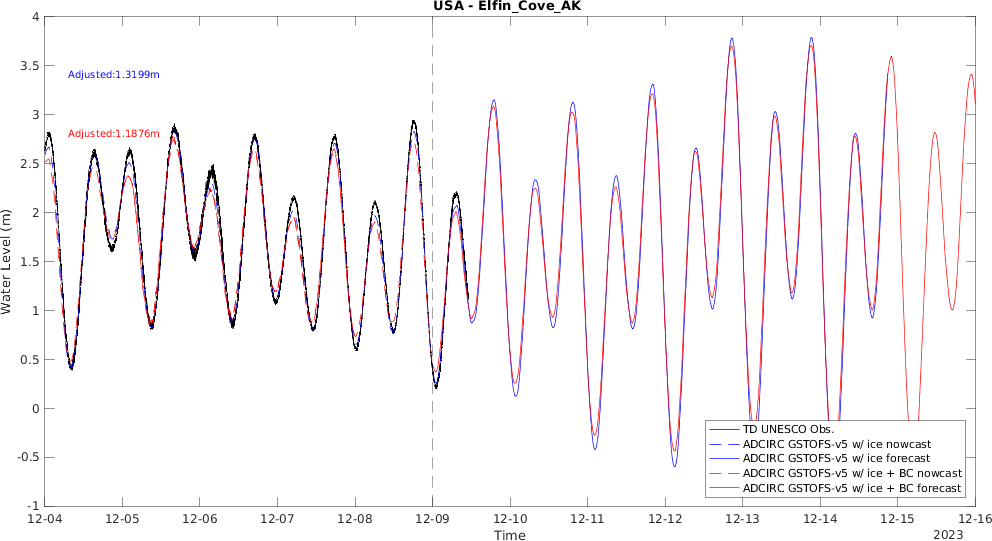 USA - Elfin_Cove_AK
4
3.5
3
2.5
2
1.5
1
0.5
0
-0.5
-1
Water Level (m)
Adjusted:1.3199m
Adjusted:1.1876m
TD UNESCO Obs.
ADCIRC GSTOFS-v5 w/ ice nowcast
ADCIRC GSTOFS-v5 w/ ice forecast
ADCIRC GSTOFS-v5 w/ ice + BC nowcast
ADCIRC GSTOFS-v5 w/ ice + BC forecast
12-04 12-05 12-06 12-07 12-08 12-09 12-10 12-11 12-12 12-13 12-14 12-15 12-16
Time
2023